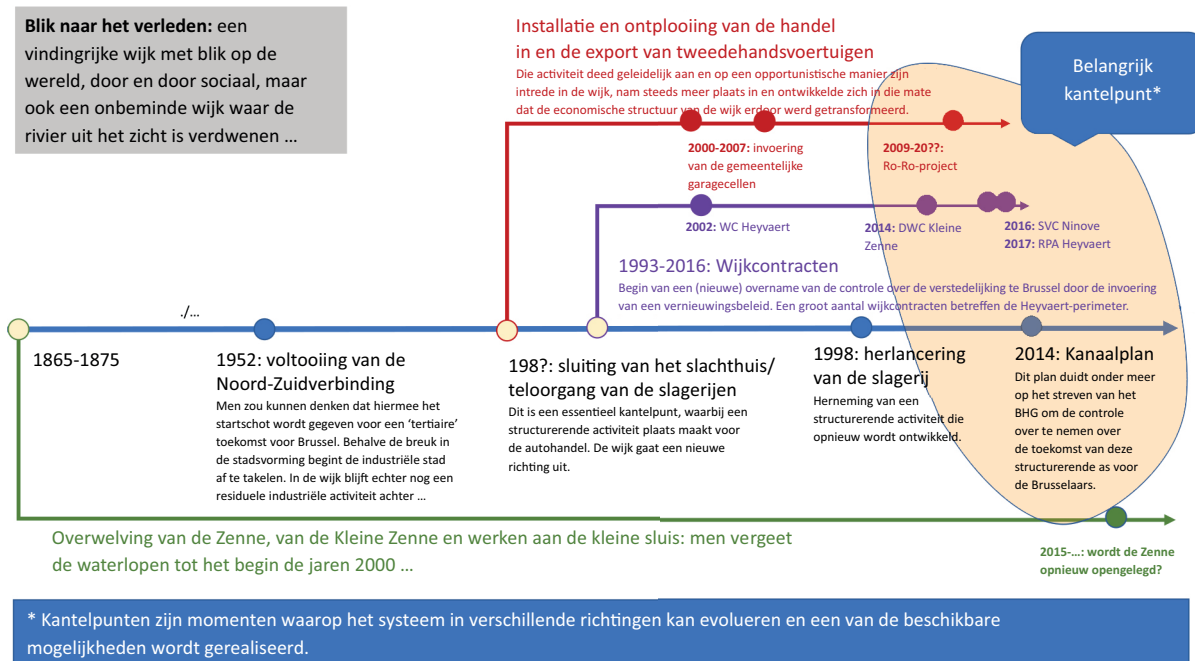 Blik naar het verleden: een
vindingrijke wijk met blik op de
wereld, door en door sociaal, maar
ook een onbeminde wijk waar de
rivier uit het zicht is verdwenen ...
Installatie en ontplooiing van de handel
in en de export van tweedehandsvoertuigen
Die activiteit deed geleidelijk aan en op een opportunistische manier zijn
intrede in de wijk, nam steeds meer plaats in en ontwikkelde zich in die mate
dat de economische structuur van de wijk erdoor werd getransformeerd.
Belangrijk
kantelpunt*
2000-2007: invoering
van de gemeentelijke
garagecellen
2009-20??:
Ro-Ro-project
2002: WC Heyvaert
2014: DWC Kleine
Zenne
2016: SVC Ninove
2017: RPA Heyvaert
1993-2016: Wijkcontracten
Begin van een (nieuwe) overname van de controle over de verstedelijking te Brussel door de invoering
van een vernieuwingsbeleid. Een groot aantal wijkcontracten betreffen de Heyvaert-perimeter.
./...
1865-1875
1952: voltooiing van de
Noord-Zuidverbinding
Men zou kunnen denken dat hiermee het
startschot wordt gegeven voor een 'tertiaire'
toekomst voor Brussel. Behalve de breuk in
de stadsvorming begint de industriële stad
af te takelen. In de wijk blijft echter nog een
residuele industriële activiteit achter ...
198?: sluiting van het slachthuis/
teloorgang van de slagerijen
Dit is een essentieel kantelpunt, waarbij een
structurerende activiteit plaats maakt voor
de autohandel. De wijk gaat een nieuwe
richting uit.
1998: herlancering
van de slagerij
Herneming van een
structurerende activiteit die
opnieuw wordt ontwikkeld.
2014: Kanaalplan
Dit plan duidt onder meer
op het streven van het
BHG om de controle
over te nemen over
de toekomst van deze
structurerende as voor
de Brusselaars.
Overwelving van de Zenne, van de Kleine Zenne en werken aan de kleine sluis: men vergeet
de waterlopen tot het begin de jaren 2000 ...
2015-...: wordt de Zenne
opnieuw opengelegd?
* Kantelpunten zijn momenten waarop het systeem in verschillende richtingen kan evolueren en een van de beschikbare
mogelijkheden wordt gerealiseerd.